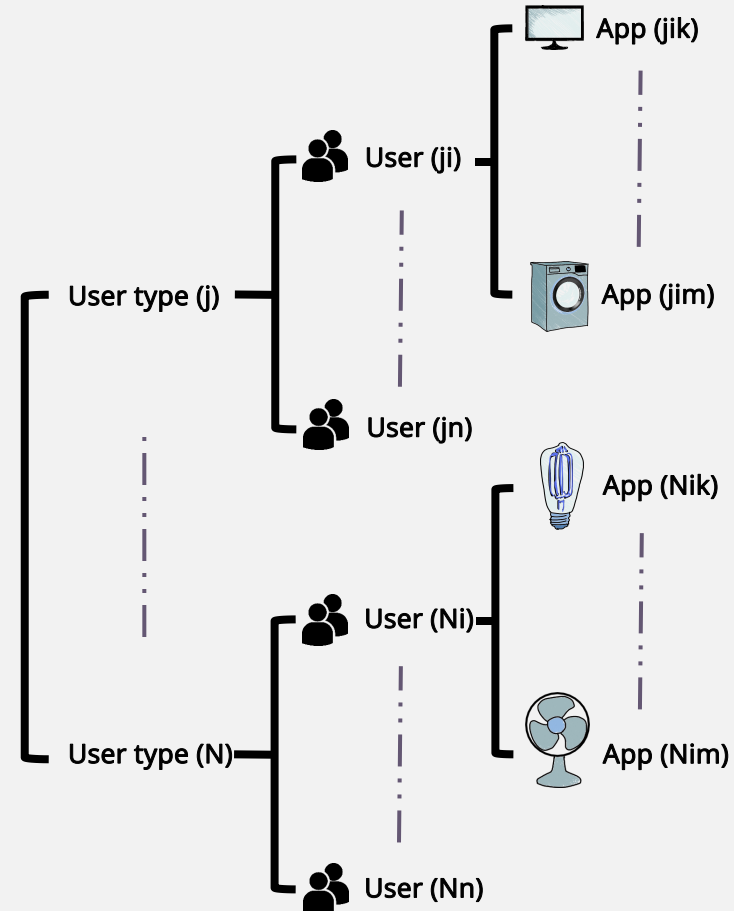 App (jik)
User (ji)
User type (j)
App (jim)
User (jn)
App (Nik)
User (Ni)
User type (N)
App (Nim)
User (Nn)